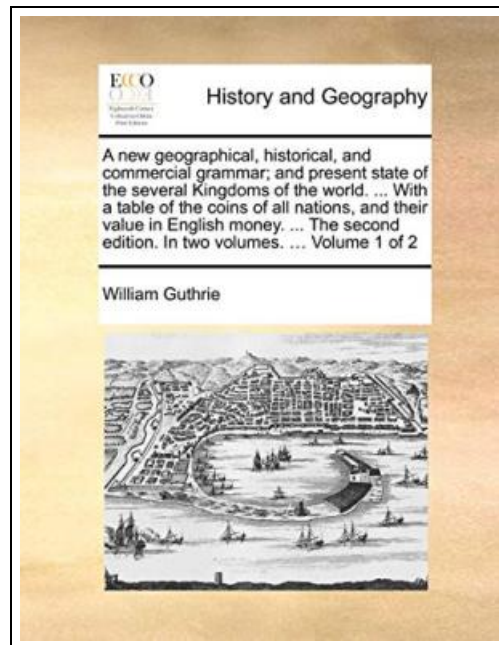 ECCO
History and Geography
A new geographical, historical, and
commercial grammar; and present state of
the several Kingdoms of the world. ... With
a table of the coins of all nations, and their
value in English money. ... The second
edition. In two volumes. ... Volume 1 of 2
William Guthrie